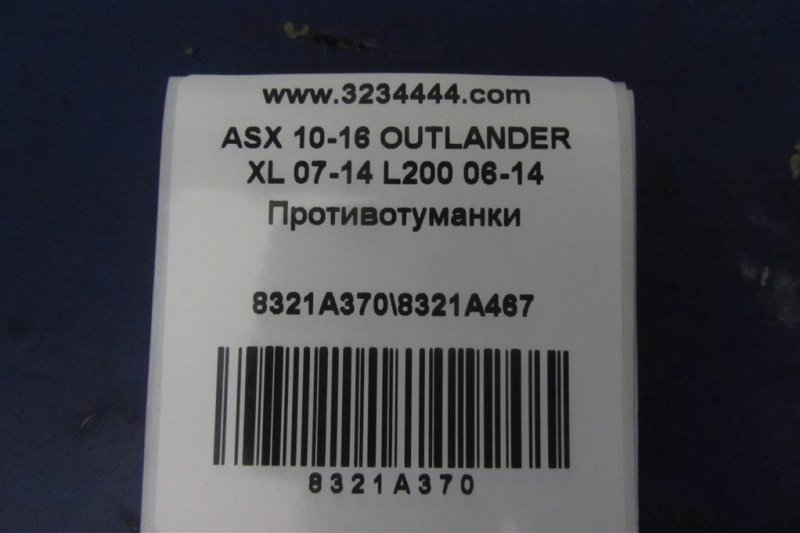 www.3234444.com
ASX 10-16 OUTLANDER
XL 07-14 L200 06-14
Противотуманки
8321A370\8321A467
8321A370